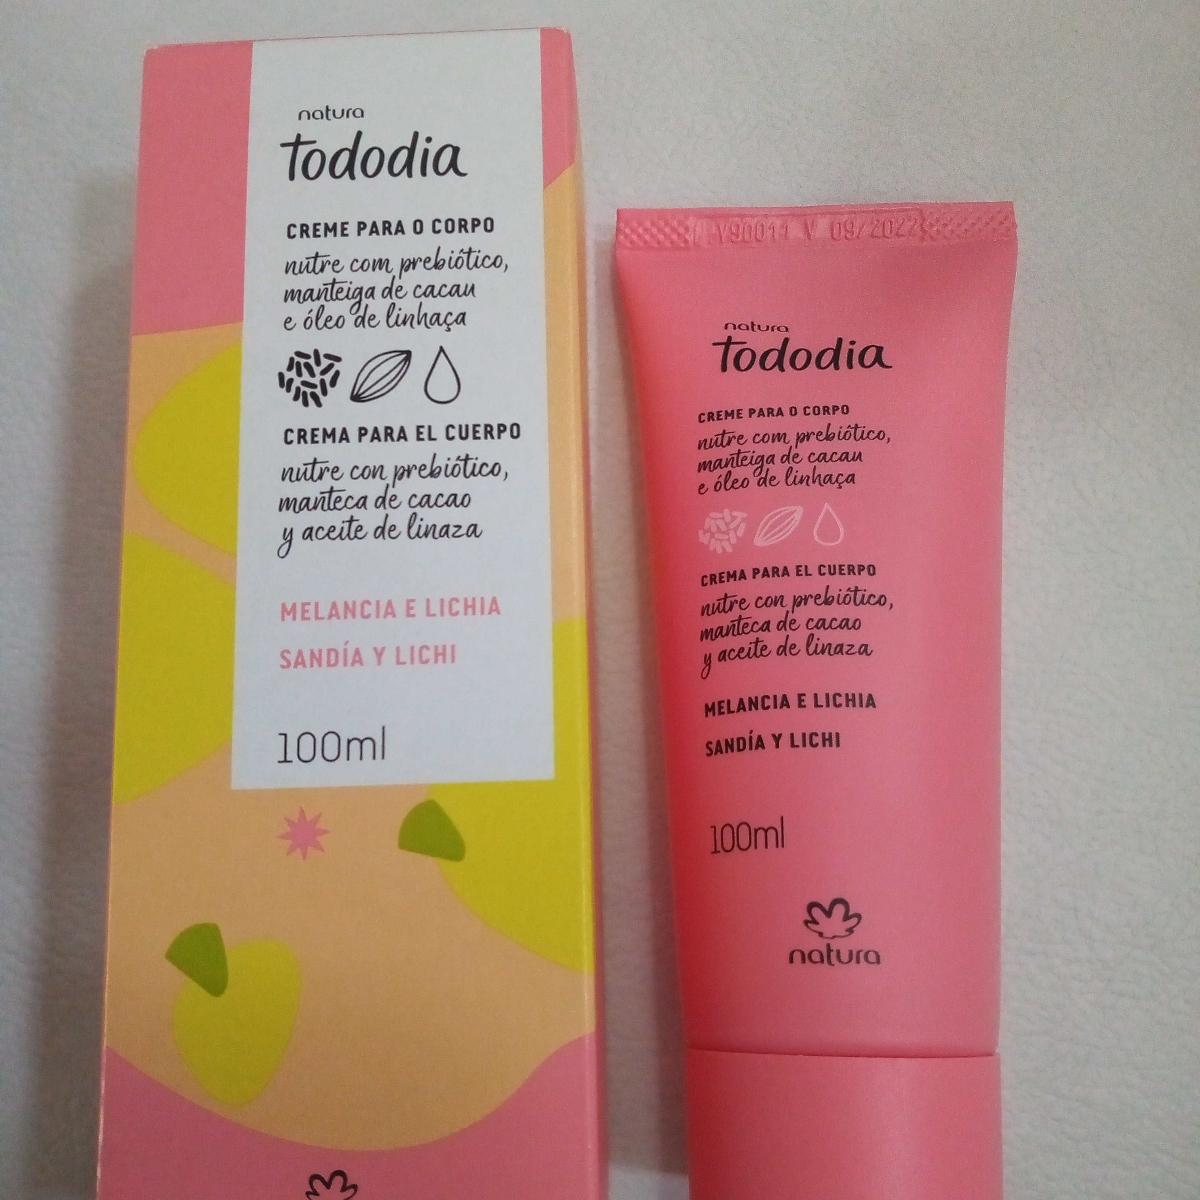 natura
Tododia
CREME PARA O CORPO
nutre com prebiótico,
manteiga de cacau
e óleo de linhaça
CREMA PARA EL CUERPO
nutre con prebiótico,
manteca de cacao
y aceite de linaza
MELANCIA E LICHIA
SANDÍA Y LICHI
100ml
Y90011 V 09/2022
natura
Tododia
CREME PARA O CORPO
nutre com prebiótico,
manteiga de cacau
e óleo de linhaça
CREMA PARA EL CUERPO
nutre con prebiótico,
manteca de cacao
y aceite de linaza
MELANCIA E LICHIA
SANDÍA Y LICHI
100ml
natura